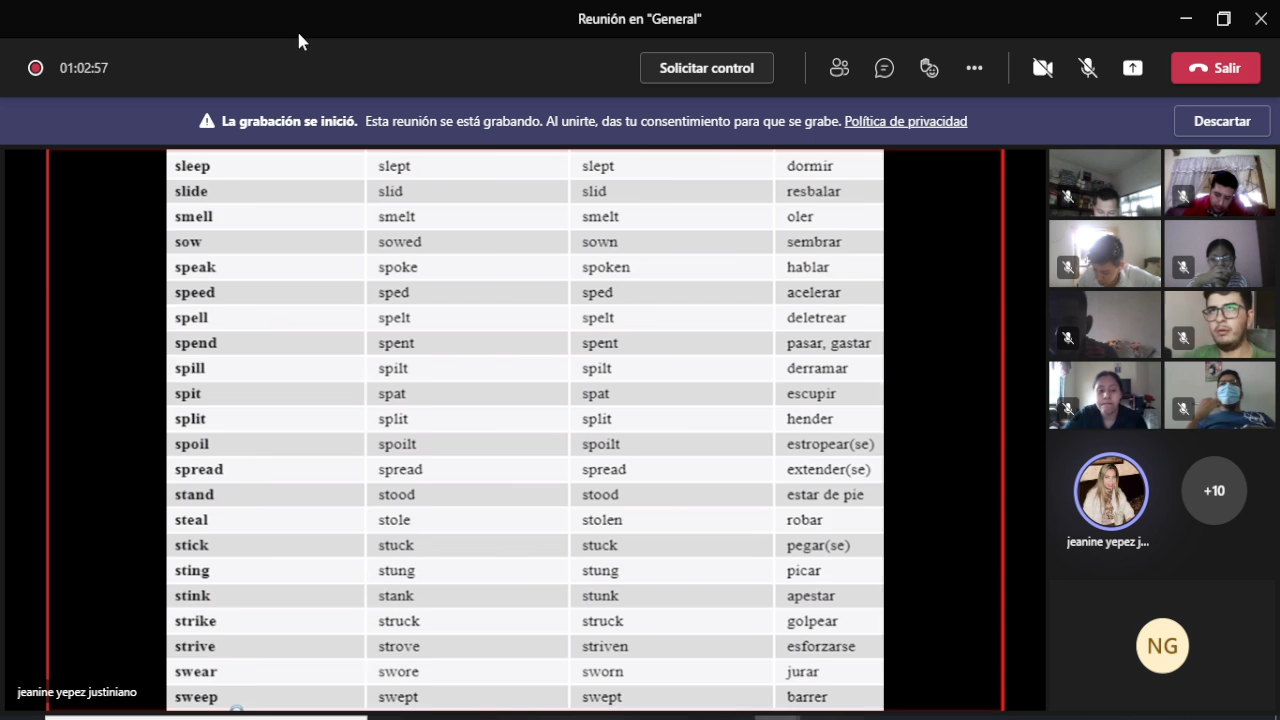 Reunión en "General"
01:02:57
Solicitar control
Salir
La grabación se inició. Esta reunión se está grabando. Al unirte, das tu consentimiento para que se grabe. Política de privacidad
Descartar
sleep slept slept dormir
slide slid slid resbalar
smell smelt smelt oler
sow sowed sown sembrar
speak spoke spoken hablar
speed sped sped acelerar
spell spelt spelt deletrear
spend spent spent pasar, gastar
spill spilt spilt derramar
spit spat spat escupir
split split split hender
spoil spoilt spoilt estropear(se)
spread spread spread extender(se)
stand stood stood estar de pie
steal stole stolen robar
stick stuck stuck pegar(se)
sting stung stung picar
stink stank stunk apestar
strike struck struck golpear
strive strove striven esforzarse
swear swore sworn jurar
sweep swept swept barrer
jeanine yepez justiniano
+10
jeanine yepez j...
NG